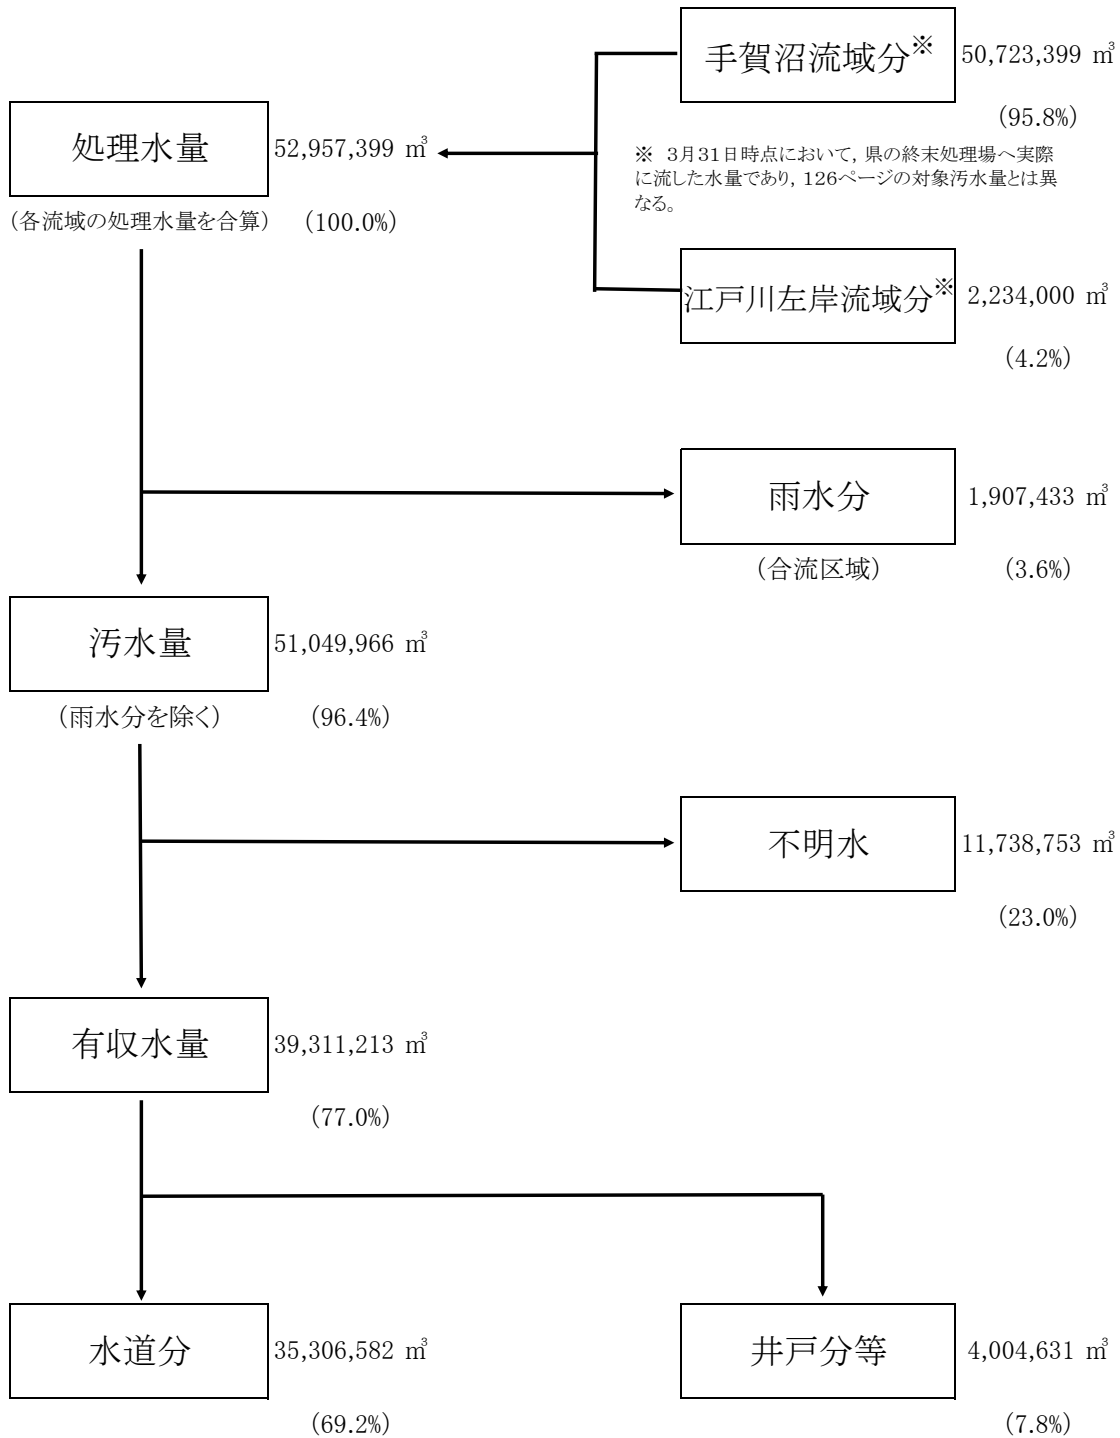 手賀沼流域分※ 50,723,399 ㎥
(95.8%)
処理水量 52,957,399 ㎥
(各流域の処理水量を合算) (100.0%)
※ 3月31日時点において，県の終末処理場へ実際
に流した水量であり，126ページの対象汚水量とは異
なる。
江戸川左岸流域分※ 2,234,000 ㎥
(4.2%)
雨水分 1,907,433 ㎥
(合流区域) (3.6%)
汚水量 51,049,966 ㎥
(雨水分を除く) (96.4%)
不明水 11,738,753 ㎥
(23.0%)
有収水量 39,311,213 ㎥
(77.0%)
水道分 35,306,582 ㎥
(69.2%)
井戸分等 4,004,631 ㎥
(7.8%)